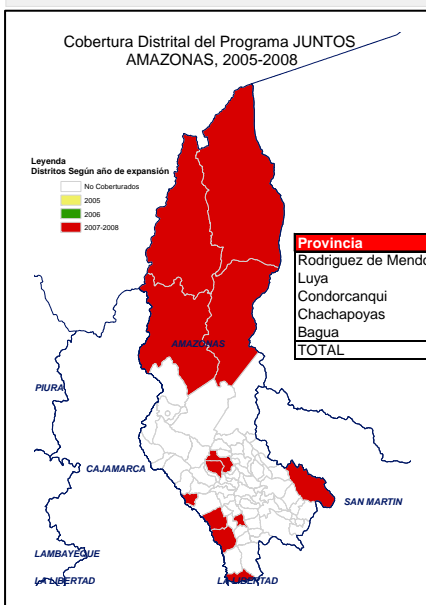 Cobertura Distrital del Programa JUNTOS
AMAZONAS, 2005-2008
Leyenda
Distritos Según año de expansión
No Coberturados
2005
2006
2007-2008
Provincia
Rodriguez de Mendo
Luya
Condorcanqui
Chachapoyas
Bagua
TOTAL
AMAZONAS
PIURA
CAJAMARCA
SAN MARTIN
LAMBAYEQUE
LA LIBERTAD
LA LIBERTAD